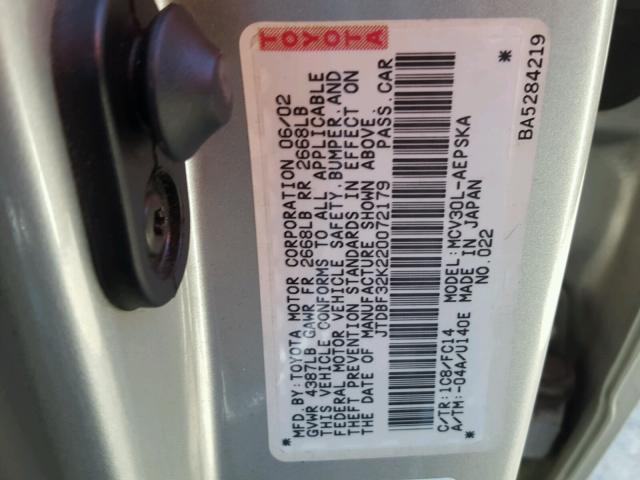 TOYOTA
MFD.BY:TOYOTA MOTOR CORPORATION 06/02
GVWR 4387LB GAWR FR 2668LB RR 2668LB
THIS VEHICLE CONFORMS TO ALL APPLICABLE
FEDERAL MOTOR VEHICLE SAFETY, BUMPER,AND
THEFT PREVENTION STANDARDS IN EFFECT ON
THE DATE OF MANUFACTURE SHOWN ABOVE.
JTDBF32K220072179 PASS.CAR
* *
C/TR:1C8/FC14 MODEL:MCV30L-AEPSKA
A/TM:-04A/U140E MADE IN JAPAN
NO.022
BA5284219